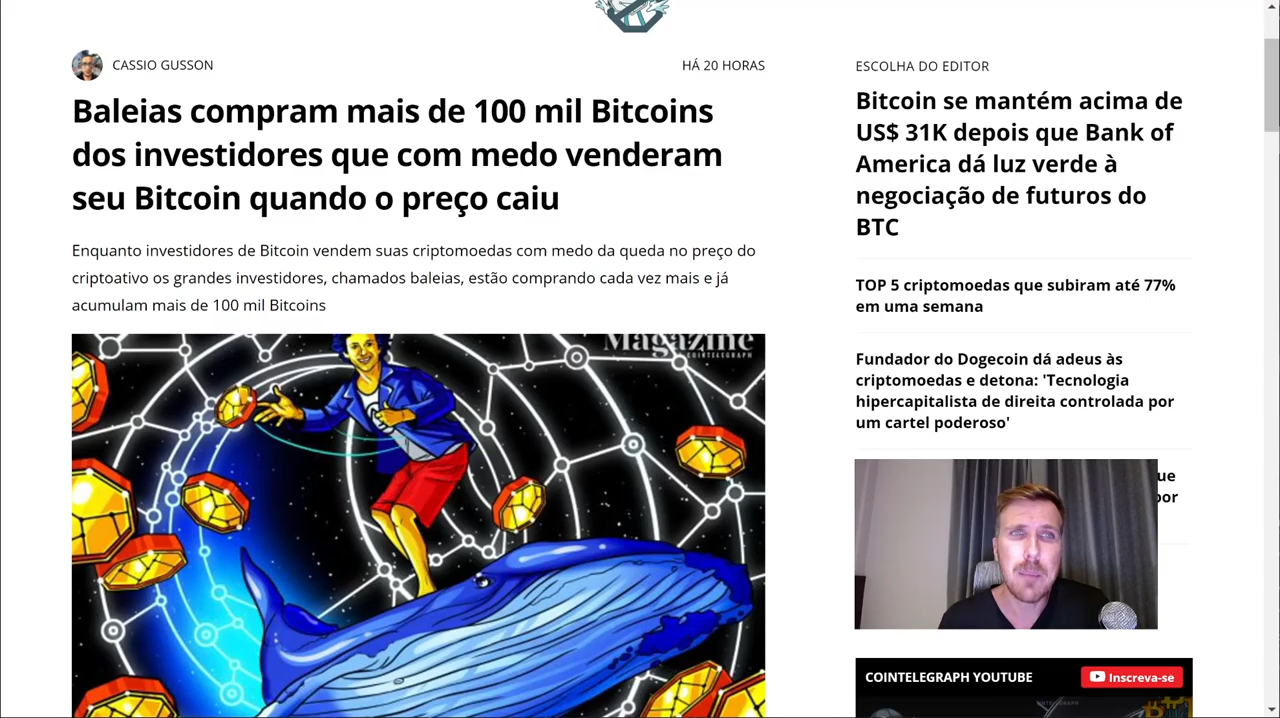 CASSIO GUSSON
HÁ 20 HORAS
Baleias compram mais de 100 mil Bitcoins
dos investidores que com medo venderam
seu Bitcoin quando o preço caiu
Enquanto investidores de Bitcoin vendem suas criptomoedas com medo da queda no preço do
criptoativo os grandes investidores, chamados baleias, estão comprando cada vez mais e já
acumulam mais de 100 mil Bitcoins
Magazine
COINTELEGRAPH
ESCOLHA DO EDITOR
Bitcoin se mantém acima de
US$ 31K depois que Bank of
America dá luz verde à
negociação de futuros do
BTC
TOP 5 criptomoedas que subiram até 77%
em uma semana
Fundador do Dogecoin dá adeus às
criptomoedas e detona: 'Tecnologia
hipercapitalista de direita controlada por
um cartel poderoso'
COINTELEGRAPH YOUTUBE
Inscreva-se